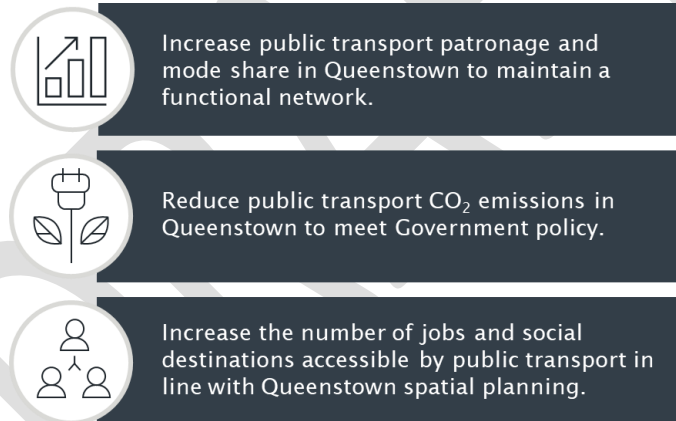 Increase public transport patronage and
mode share in Queenstown to maintain a
functional network.
Reduce public transport CO₂ emissions in
Queenstown to meet Government policy.
Increase the number of jobs and social
destinations accessible by public transport in
line with Queenstown spatial planning.